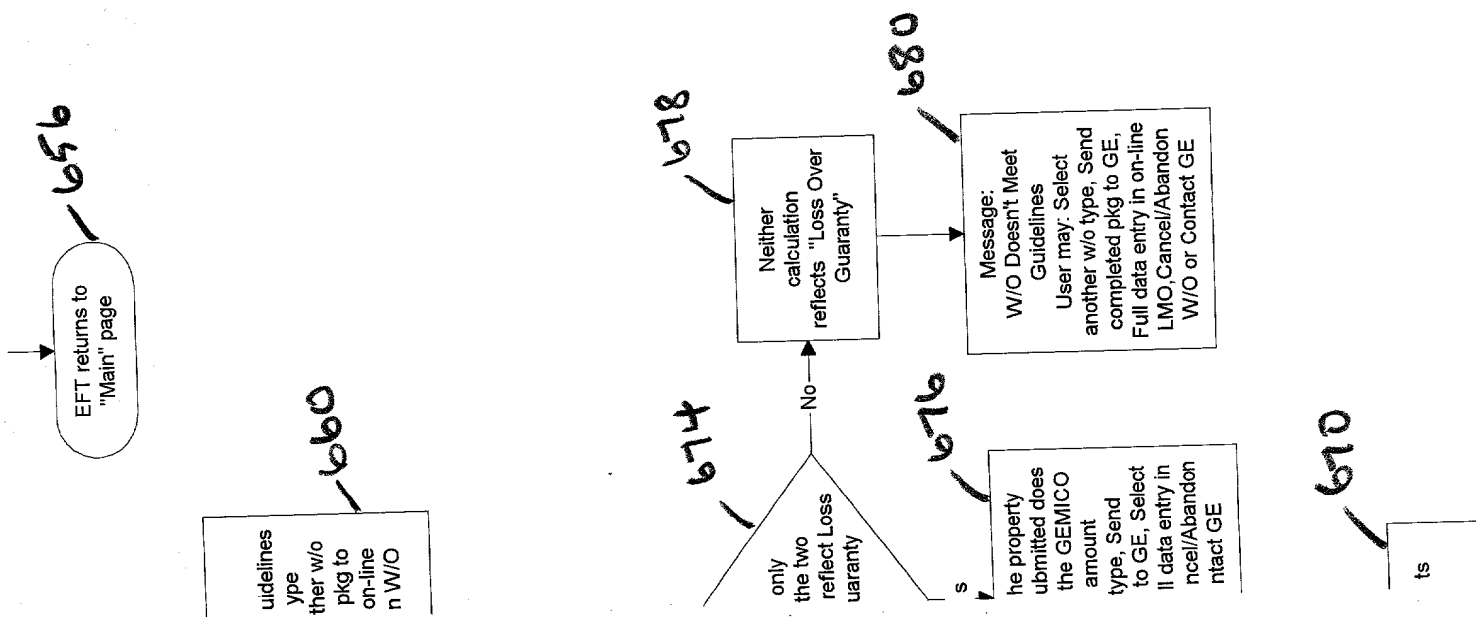 656
EFT returns to
"Main" page
660
uidelines
ype
ther w/o
pkg to
on-line
n W/O
674
only
the two
reflect Loss
uaranty
No
678
Neither
calculation
reflects "Loss Over
Guaranty"
s
676
he property
ubmitted does
the GEMICO
amount
type, Send
to GE, Select
ll data entry in
ncel/Abandon
ntact GE
680
Message:
W/O Doesn't Meet
Guidelines
User may: Select
another w/o type, Send
completed pkg to GE,
Full data entry in on-line
LMO,Cancel/Abandon
W/O or Contact GE
670
ts